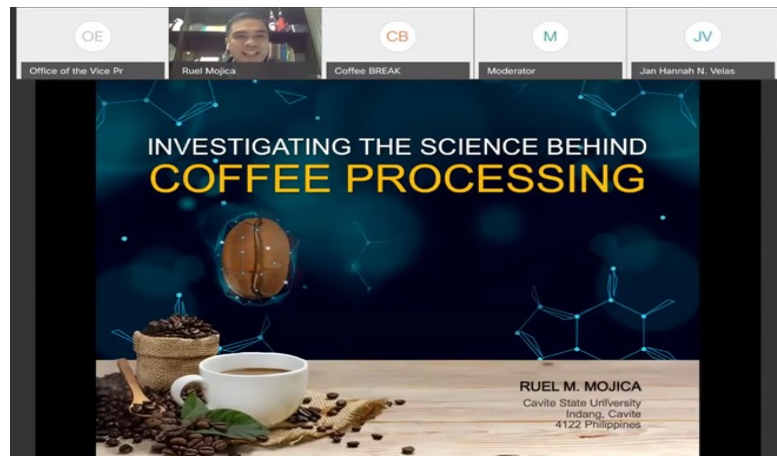 OE
CB
M
JV
Office of the Vice Pr
Ruel Mojica
Coffee BREAK
Moderator
Jan Hannah N. Velas
INVESTIGATING THE SCIENCE BEHIND
COFFEE PROCESSING
RUEL M. MOJICA
Cavite State University
Indang, Cavite
4122 Philippines